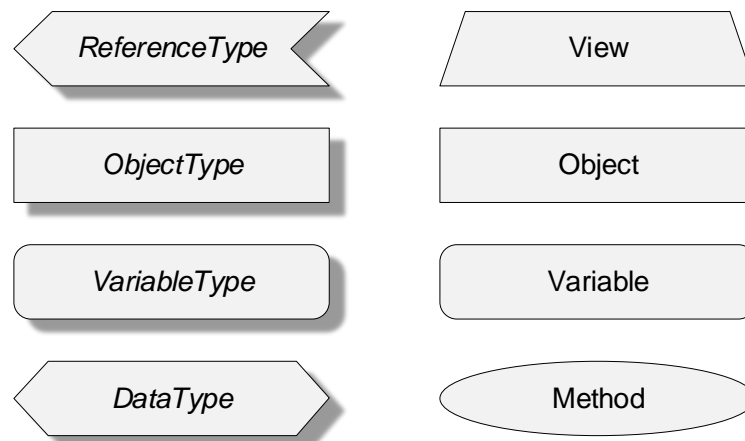 ReferenceType
View
ObjectType
Object
VariableType
Variable
DataType
Method